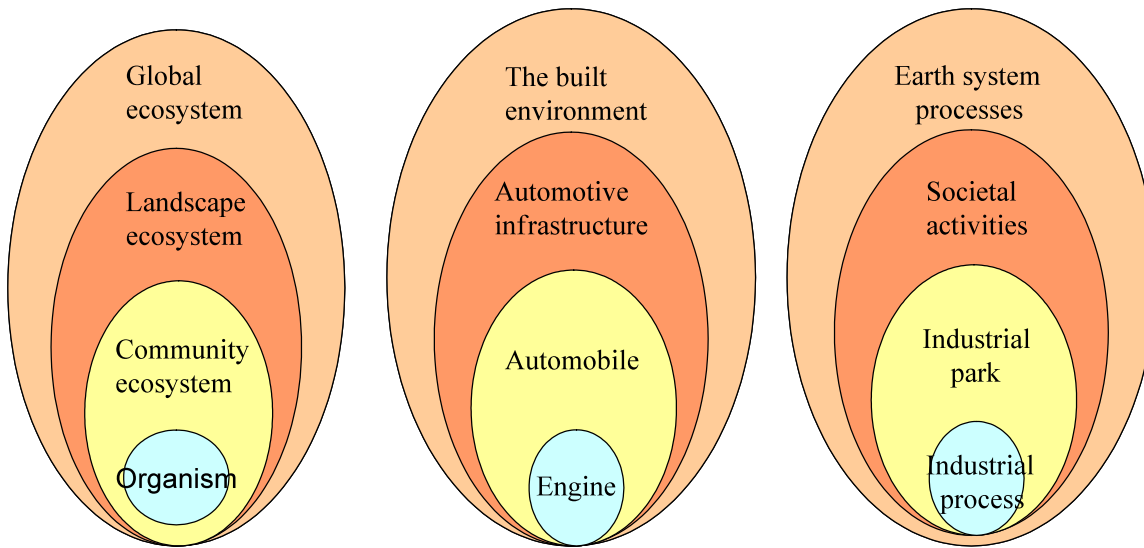 Global
ecosystem
Landscape
ecosystem
Community
ecosystem
Organism
The built
environment
Automotive
infrastructure
Automobile
Engine
Earth system
processes
Societal
activities
Industrial
park
Industrial
process